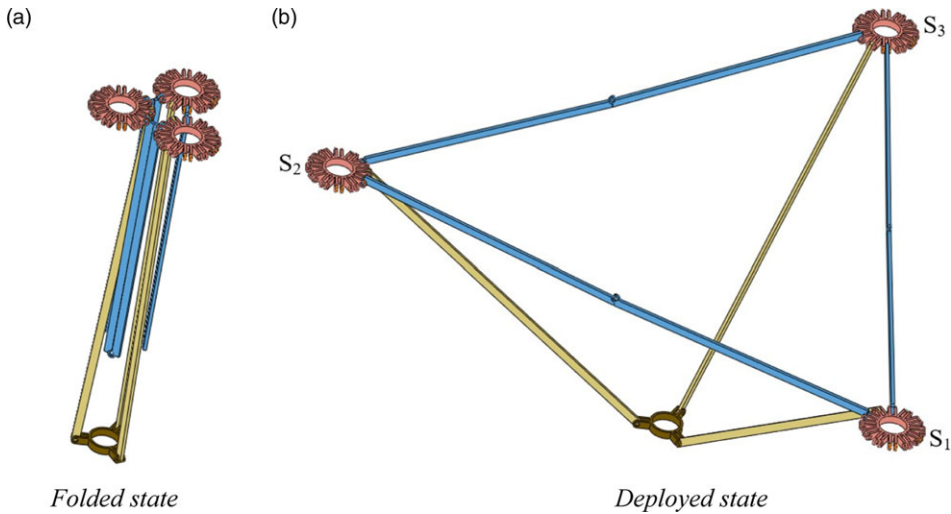 (a)
(b)
S₃
S₂
S₁
Folded state
Deployed state